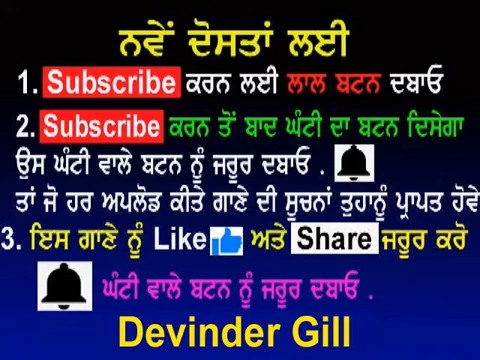 ਨਵੇਂ ਦੋਸਤਾਂ ਲਈ
1. Subscribe ਕਰਨ ਲਈ ਲਾਲ ਬਟਨ ਦਬਾਓ
2. Subscribe ਕਰਨ ਤੋਂ ਬਾਦ ਘੰਟੀ ਦਾ ਬਟਨ ਦਿਸੇਗਾ
ਉਸ ਘੰਟੀ ਵਾਲੇ ਬਟਨ ਨੂੰ ਜਰੂਰ ਦਬਾਓ .
ਤਾਂ ਜੋ ਹਰ ਅਪਲੋਡ ਕੀਤੇ ਗਾਣੇ ਦੀ ਸੂਚਨਾਂ ਤੁਹਾਨੂੰ ਪ੍ਰਾਪਤ ਹੋਵੇ
3. ਇਸ ਗਾਣੇ ਨੂੰ Like ਅਤੇ Share ਜਰੂਰ ਕਰੋ
ਘੰਟੀ ਵਾਲੇ ਬਟਨ ਨੂੰ ਜਰੂਰ ਦਬਾਓ .
Devinder Gill